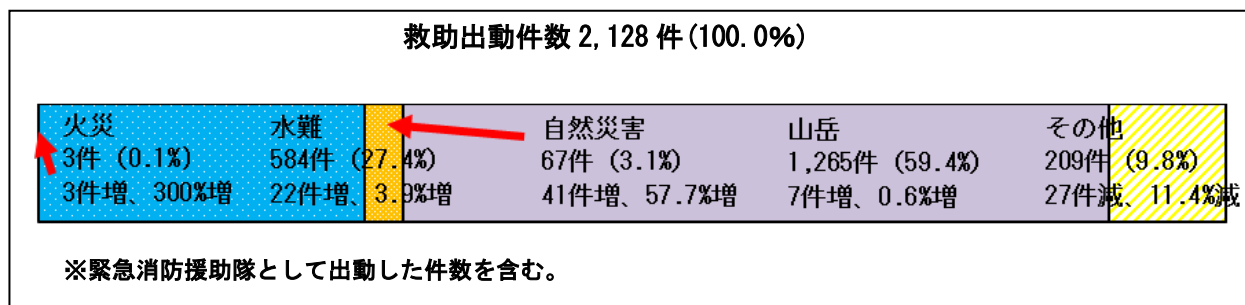 救助出動件数 2,128 件(100.0%)
火災 水難 自然災害 山岳 その他
3件 (0.1%) 584件 (27.4%) 67件 (3.1%) 1,265件 (59.4%) 209件 (9.8%)
3件増、300%増 22件増、3.9%増 41件増、57.7%増 7件増、0.6%増 27件減、11.4%減
※緊急消防援助隊として出動した件数を含む。